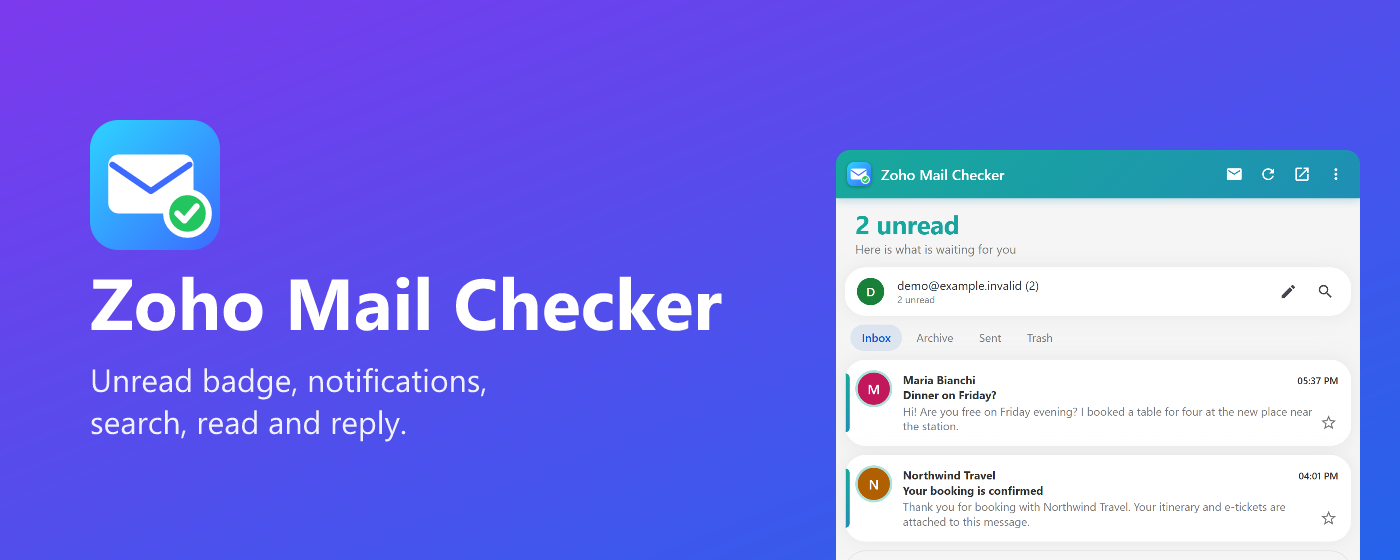 Zoho Mail Checker
Unread badge, notifications,
search, read and reply.
Zoho Mail Checker
2 unread
Here is what is waiting for you
D
demo@example.invalid (2)
2 unread
Inbox Archive Sent Trash
M
Maria Bianchi 05:37 PM
Dinner on Friday?
Hi! Are you free on Friday evening? I booked a table for four at the new place near
the station.
N
Northwind Travel 04:01 PM
Your booking is confirmed
Thank you for booking with Northwind Travel. Your itinerary and e-tickets are
attached to this message.